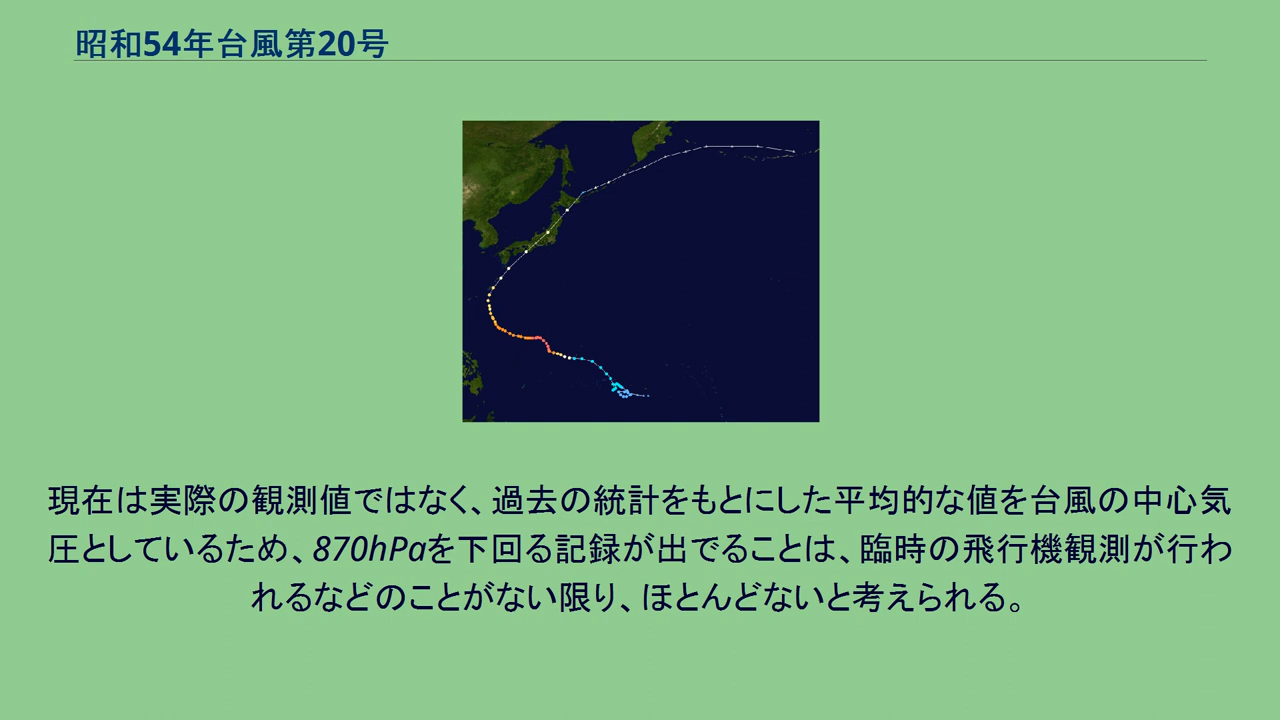 昭和54年台風第20号
現在は実際の観測値ではなく、過去の統計をもとにした平均的な値を台風の中心気
圧としているため、870hPaを下回る記録が出でることは、臨時の飛行機観測が行わ
れるなどのことがない限り、ほとんどないと考えられる。